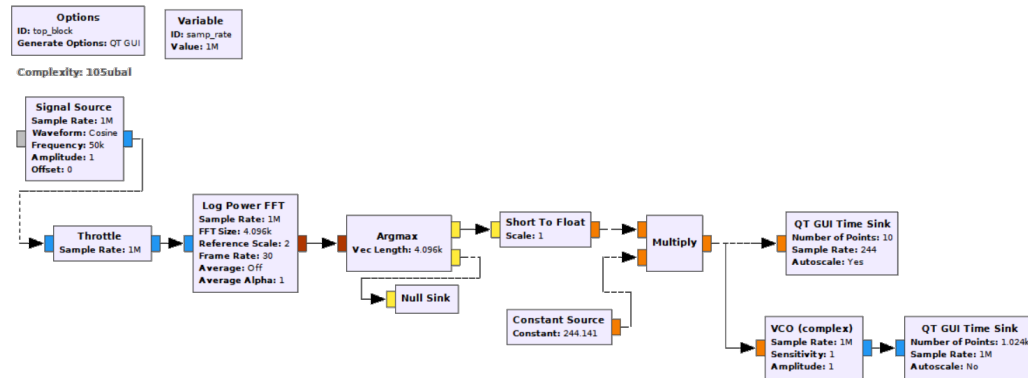 Options
ID: top_block
Generate Options: QT GUI
Variable
ID: samp_rate
Value: 1M
Complexity: 105ubal
Signal Source
Sample Rate: 1M
Waveform: Cosine
Frequency: 50k
Amplitude: 1
Offset: 0
Throttle
Sample Rate: 1M
Log Power FFT
Sample Rate: 1M
FFT Size: 4.096k
Reference Scale: 2
Frame Rate: 30
Average: Off
Average Alpha: 1
Argmax
Vec Length: 4.096k
Null Sink
Short To Float
Scale: 1
Constant Source
Constant: 244.141
Multiply
QT GUI Time Sink
Number of Points: 10
Sample Rate: 244
Autoscale: Yes
VCO (complex)
Sample Rate: 1M
Sensitivity: 1
Amplitude: 1
QT GUI Time Sink
Number of Points: 1.024k
Sample Rate: 1M
Autoscale: No